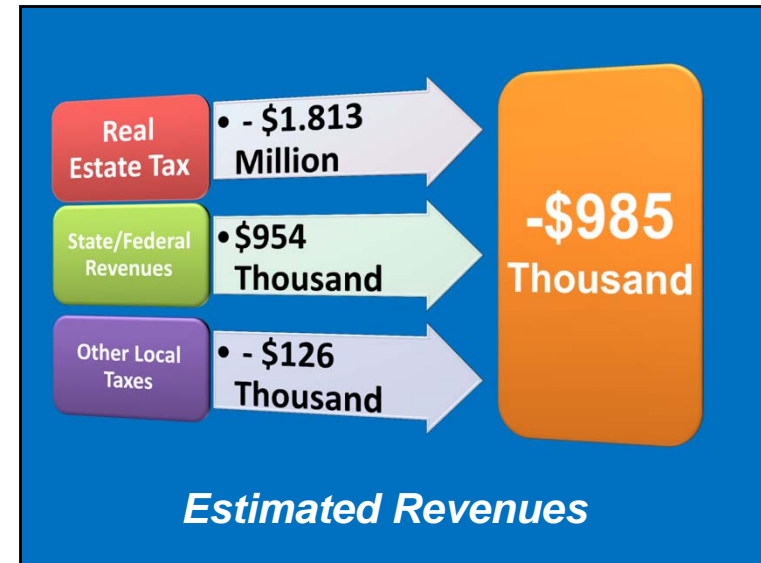 Real
Estate Tax
• - $1.813
Million
State/Federal
Revenues
•$954
Thousand
Other Local
Taxes
• - $126
Thousand
-$985
Thousand
Estimated Revenues